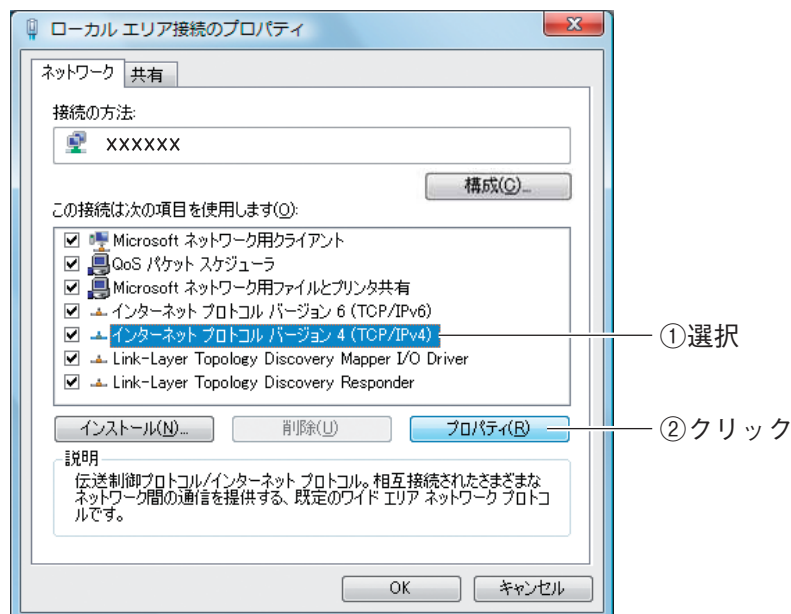 ローカル エリア接続のプロパティ
ネットワーク 共有
接続の方法:
XXXXXX
構成(C)...
この接続は次の項目を使用します(O):
Microsoft ネットワーク用クライアント
QoS パケット スケジューラ
Microsoft ネットワーク用ファイルとプリンタ共有
インターネット プロトコル バージョン 6 (TCP/IPv6)
インターネット プロトコル バージョン 4 (TCP/IPv4)
①選択
Link-Layer Topology Discovery Mapper I/O Driver
Link-Layer Topology Discovery Responder
インストール(N)... 削除(U) プロパティ(R)
②クリック
説明
伝送制御プロトコル/インターネット プロトコル。相互接続されたさまざまな
ネットワーク間の通信を提供する、既定のワイド エリア ネットワーク プロトコ
ルです。
OK キャンセル